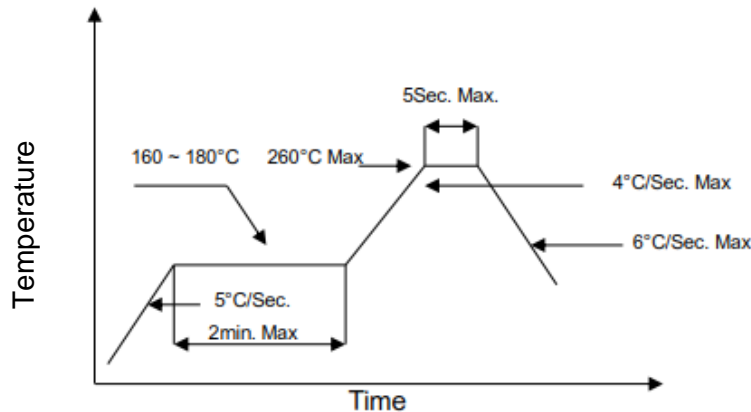 5Sec. Max.
160 ~ 180°C
260°C Max
4°C/Sec. Max
6°C/Sec. Max
5°C/Sec.
2min. Max
Temperature
Time